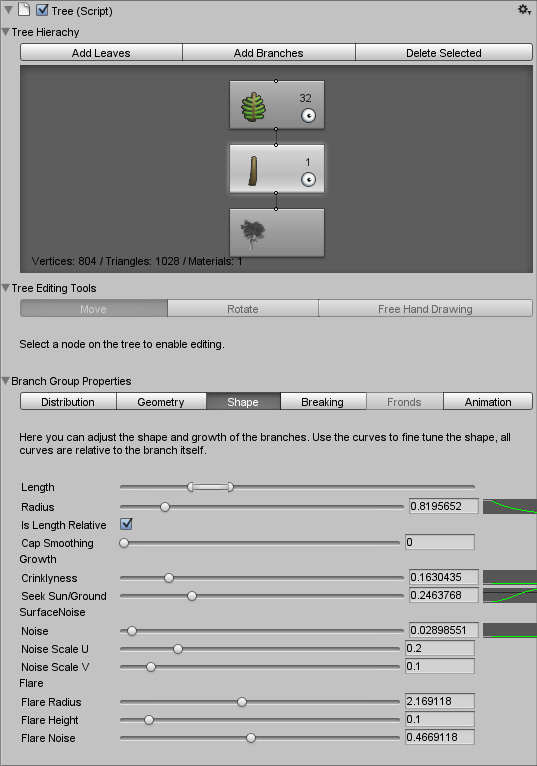 Tree (Script)
Tree Hierachy
Add Leaves Add Branches Delete Selected
32
1
Vertices: 804 / Triangles: 1028 / Materials: 1
Tree Editing Tools
Move Rotate Free Hand Drawing
Select a node on the tree to enable editing.
Branch Group Properties
Distribution Geometry Shape Breaking Fronds Animation
Here you can adjust the shape and growth of the branches. Use the curves to fine tune the shape, all
curves are relative to the branch itself.
Length
Radius 0.8195652
Is Length Relative
Cap Smoothing 0
Growth
Crinklyness 0.1630435
Seek Sun/Ground 0.2463768
SurfaceNoise
Noise 0.02898551
Noise Scale U 0.2
Noise Scale V 0.1
Flare
Flare Radius 2.169118
Flare Height 0.1
Flare Noise 0.4669118